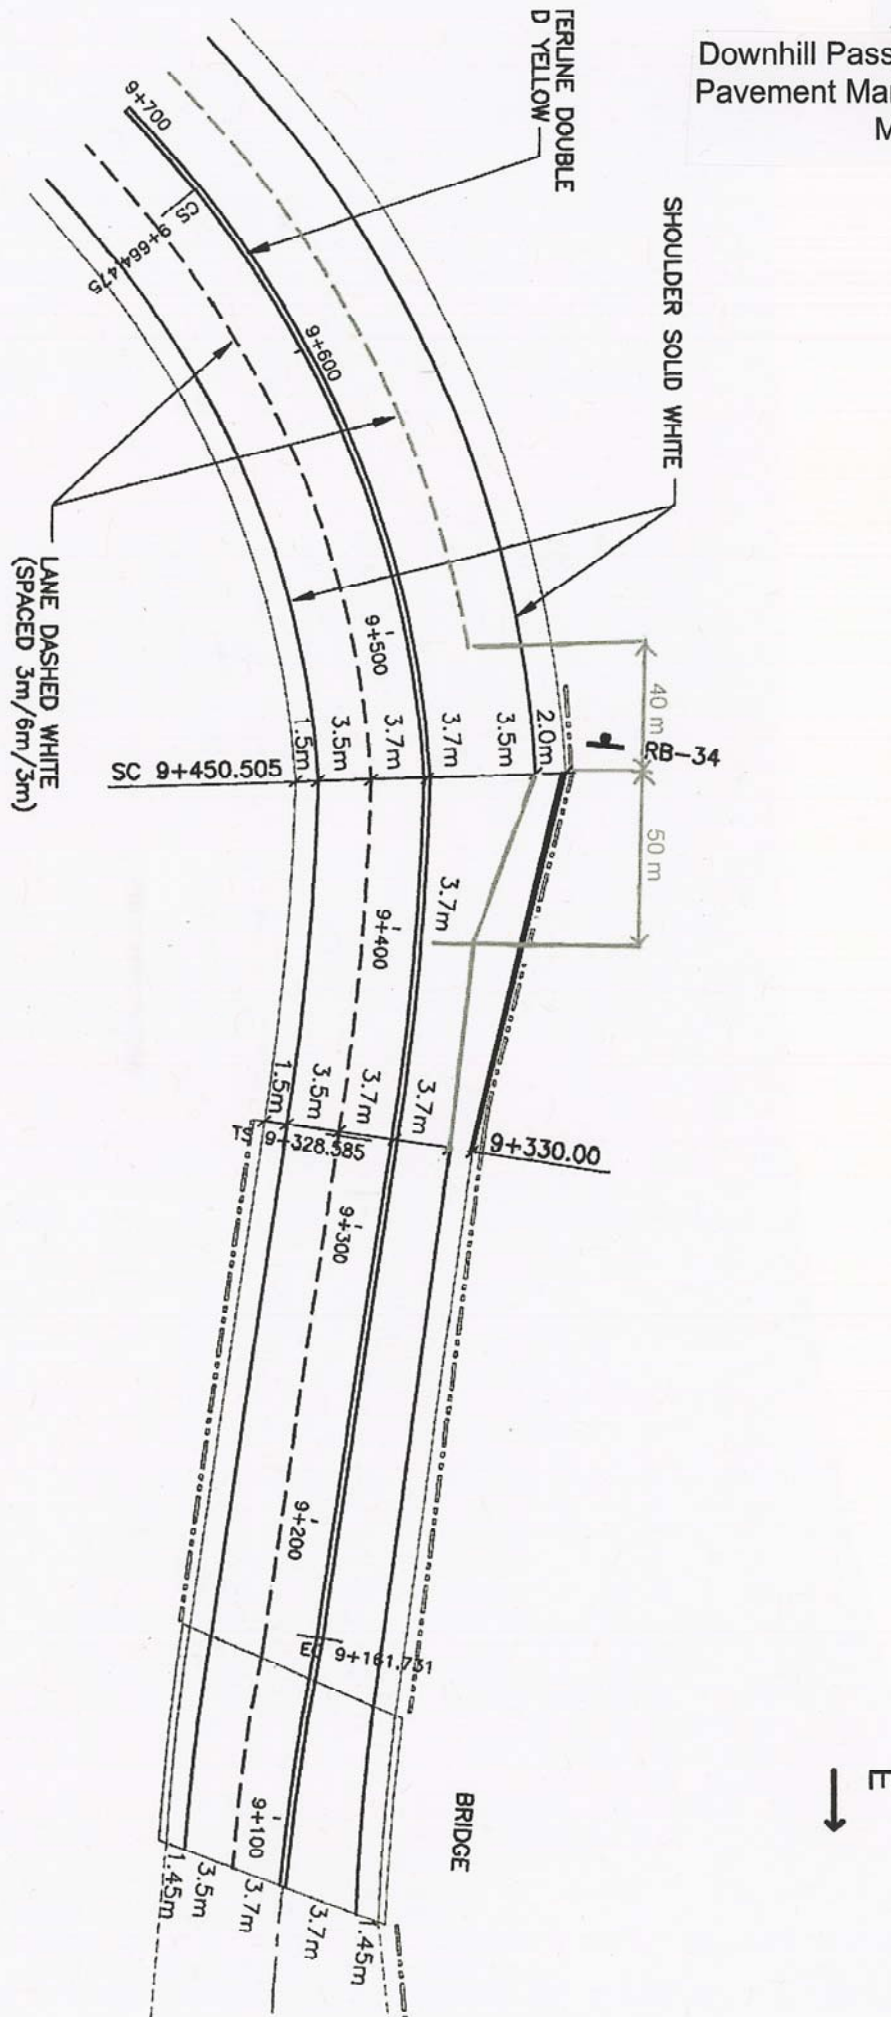 Downhill Pass
Pavement Mar
M
TERLINE DOUBLE
D YELLOW
SHOULDER SOLID WHITE
9+700
CS 9+664.475
9+600
LANE DASHED WHITE
(SPACED 3m/6m/3m)
9+500
40 m
RB-34
SC 9+450.505
1.5m
3.5m
3.7m
3.7m
3.5m
2.0m
50 m
3.7m
9+400
1.5m
3.5m
3.7m
3.7m
TS 9+328.585
9+330.00
9+300
9+200
9+161.731
BRIDGE
E
9+100
1.45m
3.5m
3.7m
3.7m
1.45m